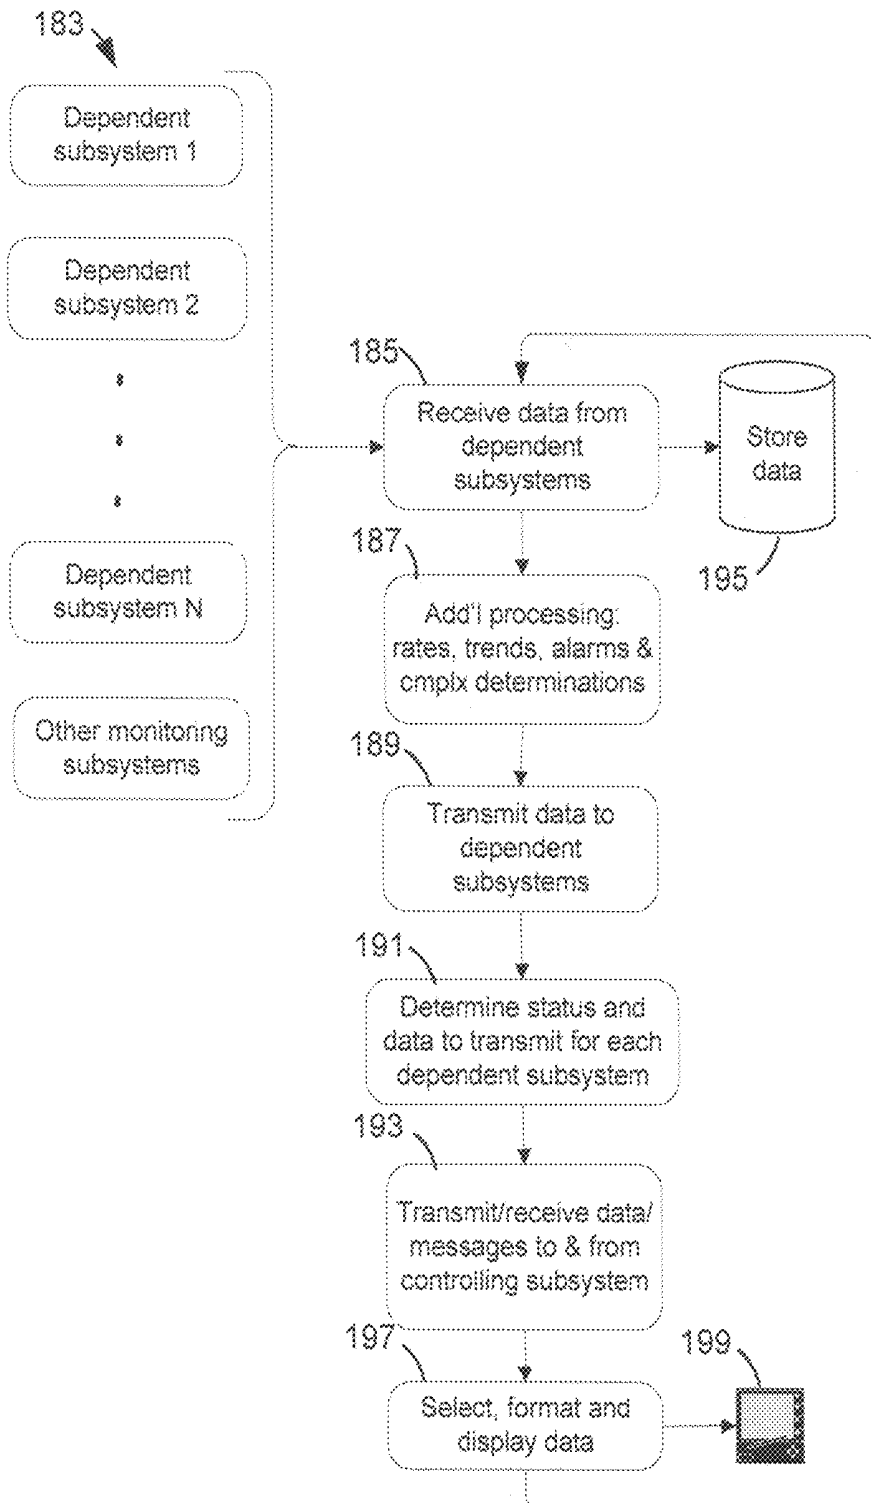 183
Dependent
subsystem 1
Dependent
subsystem 2
Dependent
subsystem N
Other monitoring
subsystems
185
Receive data from
dependent
subsystems
Store
data
195
187
Add'l processing:
rates, trends, alarms &
cmplx determinations
189
Transmit data to
dependent
subsystems
191
Determine status and
data to transmit for each
dependent subsystem
193
Transmit/receive data/
messages to & from
controlling subsystem
197
Select, format and
display data
199